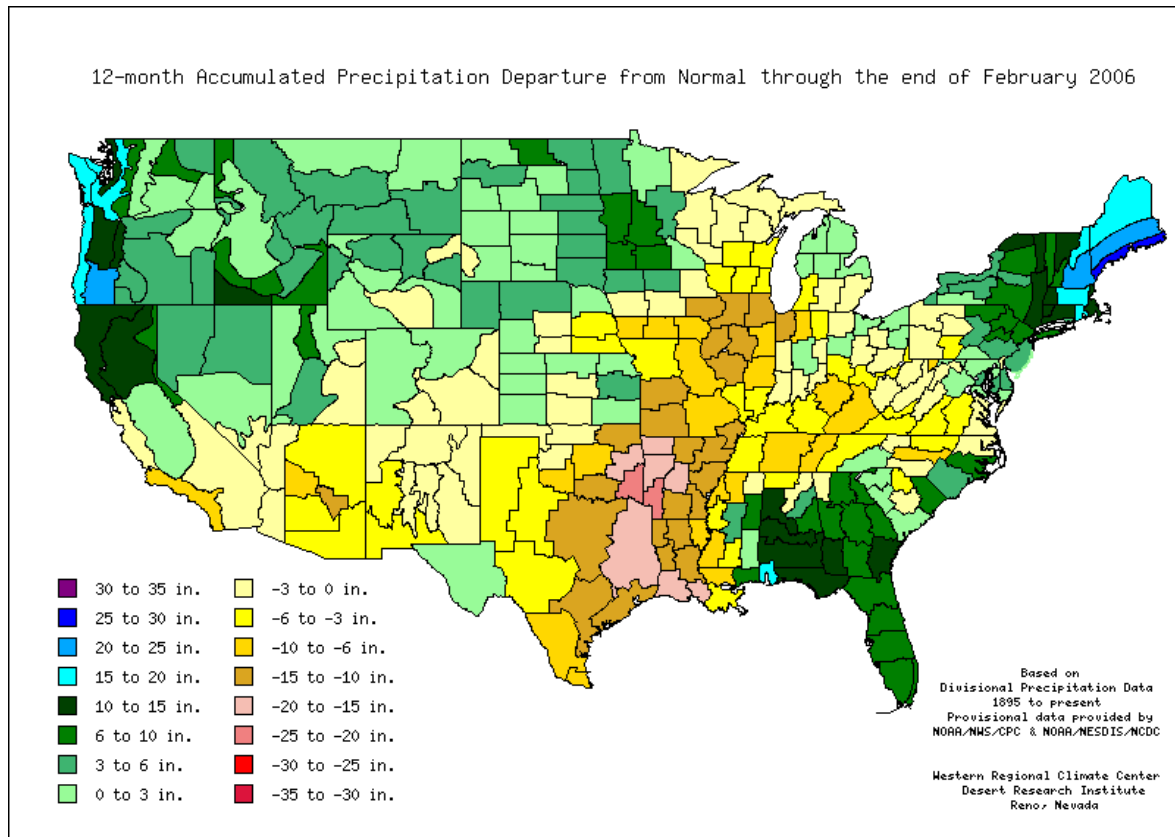 12-month Accumulated Precipitation Departure from Normal through the end of February 2006
30 to 35 in.
25 to 30 in.
20 to 25 in.
15 to 20 in.
10 to 15 in.
6 to 10 in.
3 to 6 in.
0 to 3 in.
-3 to 0 in.
-6 to -3 in.
-10 to -6 in.
-15 to -10 in.
-20 to -15 in.
-25 to -20 in.
-30 to -25 in.
-35 to -30 in.
Based on
Divisional Precipitation Data
1895 to present
Provisional data provided by
NOAA/NWS/CPC & NOAA/NESDIS/NCDC
Western Regional Climate Center
Desert Research Institute
Reno, Nevada